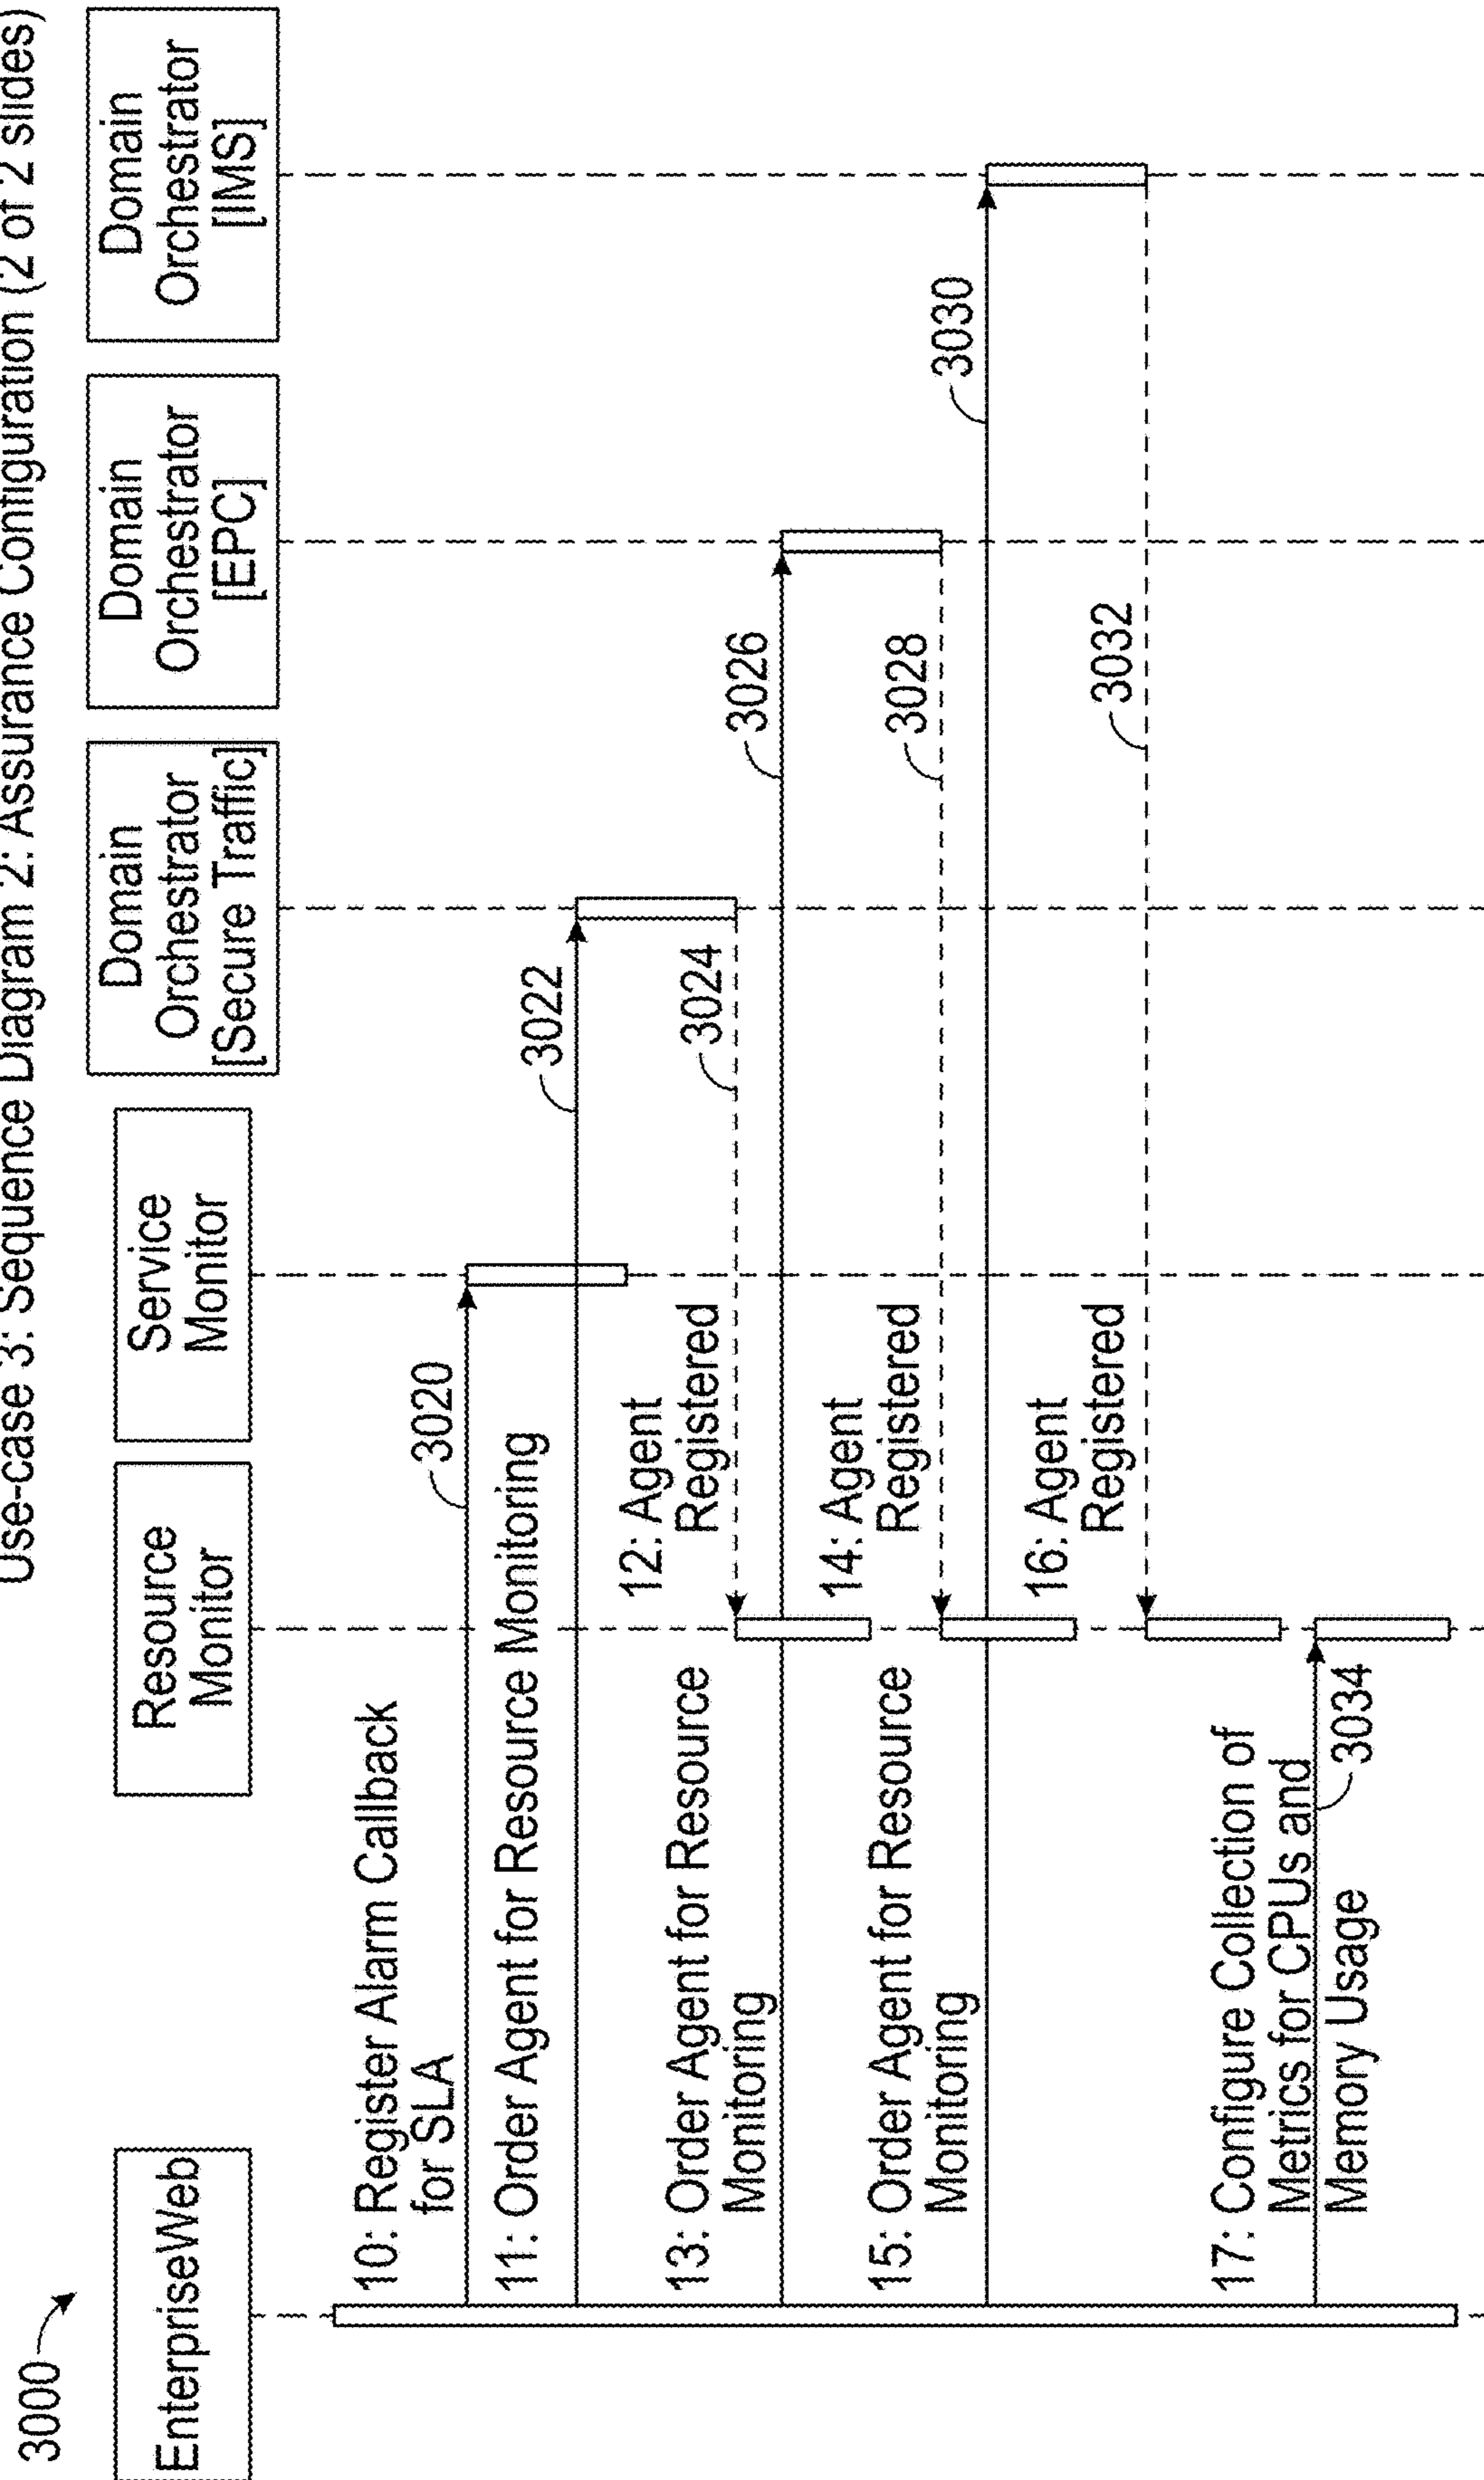 Use-case 3: Sequence Diagram 2: Assurance Configuration (2 of 2 slides)
3000
EnterpriseWeb
Resource
Monitor
Service
Monitor
Domain
Orchestrator
[Secure Traffic]
Domain
Orchestrator
[EPC]
Domain
Orchestrator
[IMS]
10: Register Alarm Callback
for SLA
3020
11: Order Agent for Resource Monitoring
3022
12: Agent
Registered
3024
13: Order Agent for Resource
Monitoring
3026
14: Agent
Registered
3028
15: Order Agent for Resource
Monitoring
3030
16: Agent
Registered
3032
17: Configure Collection of
Metrics for CPUs and
Memory Usage
3034